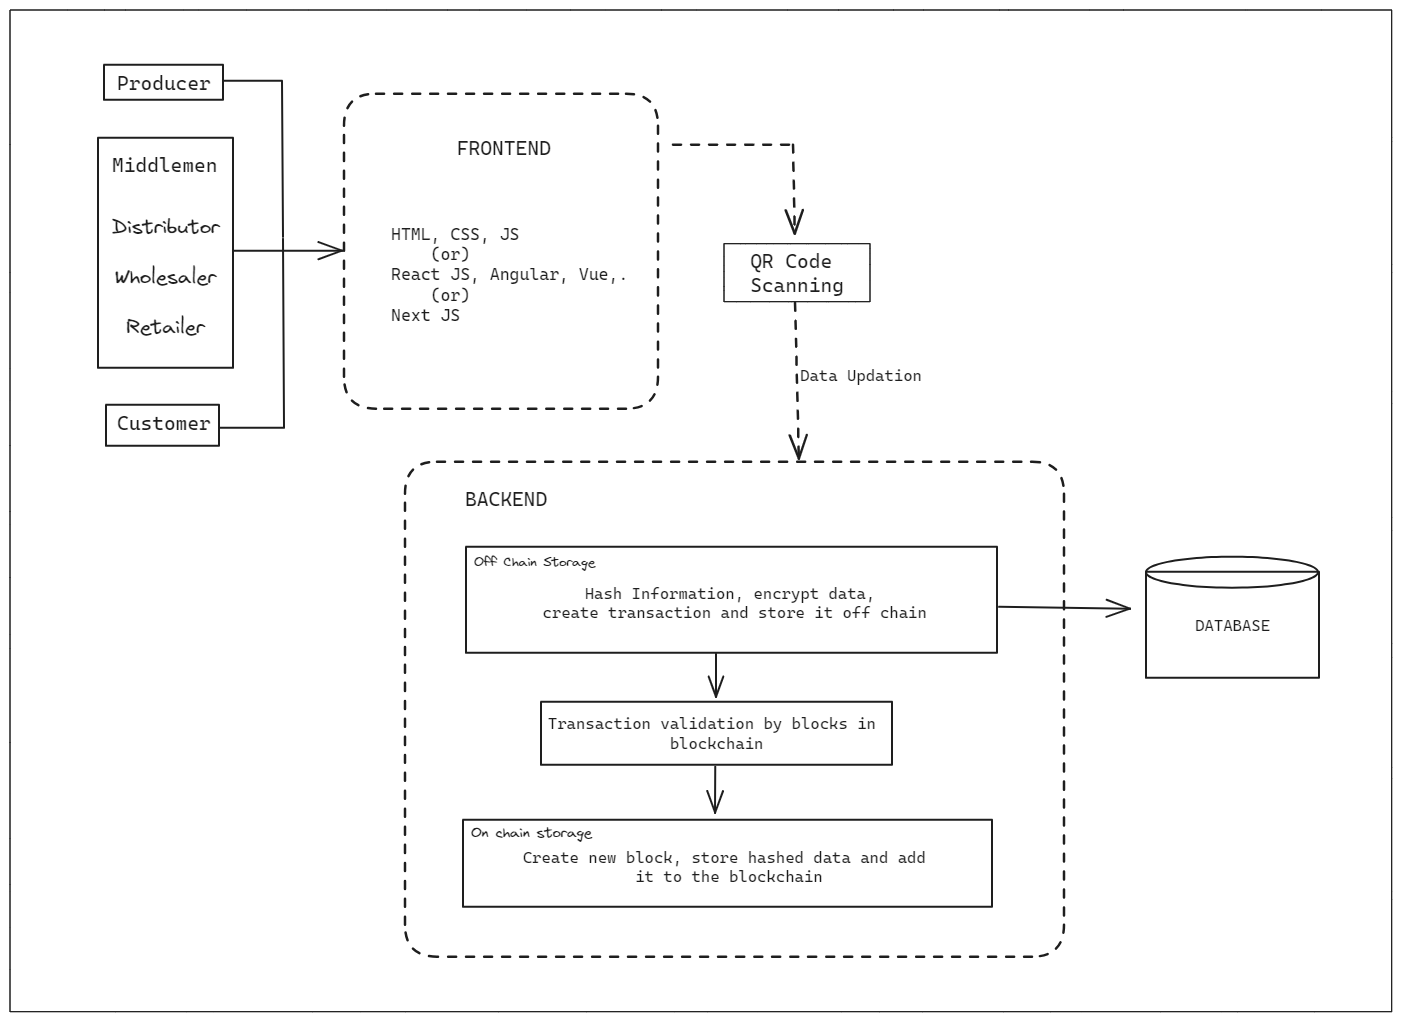 Producer
Middlemen
Distributor
Wholesaler
Retailer
Customer
FRONTEND
HTML, CSS, JS
(or)
React JS, Angular, Vue,.
(or)
Next JS
QR Code
Scanning
Data Updation
BACKEND
Off Chain Storage
Hash Information, encrypt data,
create transaction and store it off chain
DATABASE
Transaction validation by blocks in
blockchain
On chain storage
Create new block, store hashed data and add
it to the blockchain